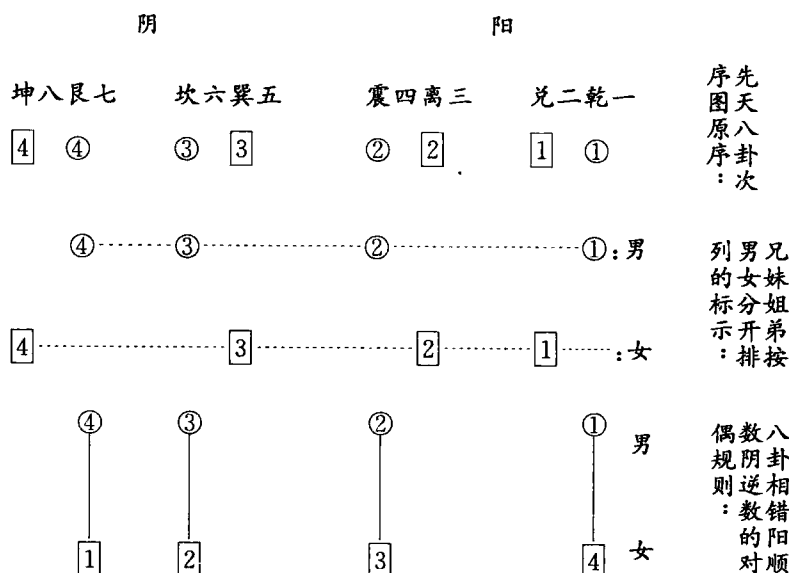 阴 阳
坤八艮七 坎六巽五 震四离三 兑二乾一
4 ④ ③ 3 ② 2 1 ①
先天八卦次
序图原序：
④ ③ ② ①：男
4 3 2 1：女
兄妹姐弟按
男女分开排
列的标示：
④ ③ ② ① 男
1 2 3 4 女
八卦相错阳顺
数阴逆数的对
偶规则：